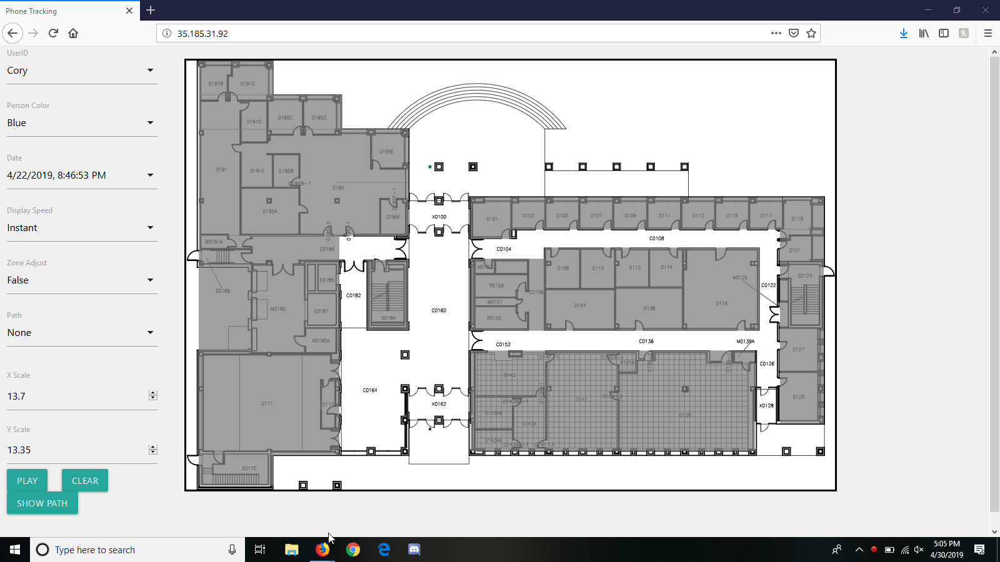 Phone Tracking
35.185.31.92
UserID
Cory
Person Color
Blue
Date
4/22/2019, 8:46:53 PM
Display Speed
Instant
Zone Adjust
False
Path
None
X Scale
13.7
Y Scale
13.35
PLAY
CLEAR
SHOW PATH
0191B
0191C
0191D
0195C
0195D
0195E
0191
0191E
0195B
0195B-1
0195
0195F-1
0195A
0195F
X0100
0101
0103
0105
0107
0109
0111
0113
0115
0117
0119
M0191A
C0186
C0104
C0108
0121
0108
0110
0112
0114
R0159
C0158
M0125
S0123
S0189
E0185
C0182
C0122
M0157
0144
0138
0116
M0190
E0187
C0160
S0184
R0155
M0190A
C0152
C0136
M0139A
0127
C0126
0141A
0143
C0164
0171
0173
X0162
0141
0139
X0128
0129
0143AB
0143A
0143AA
S0170
Type here to search
5:05 PM
4/30/2019